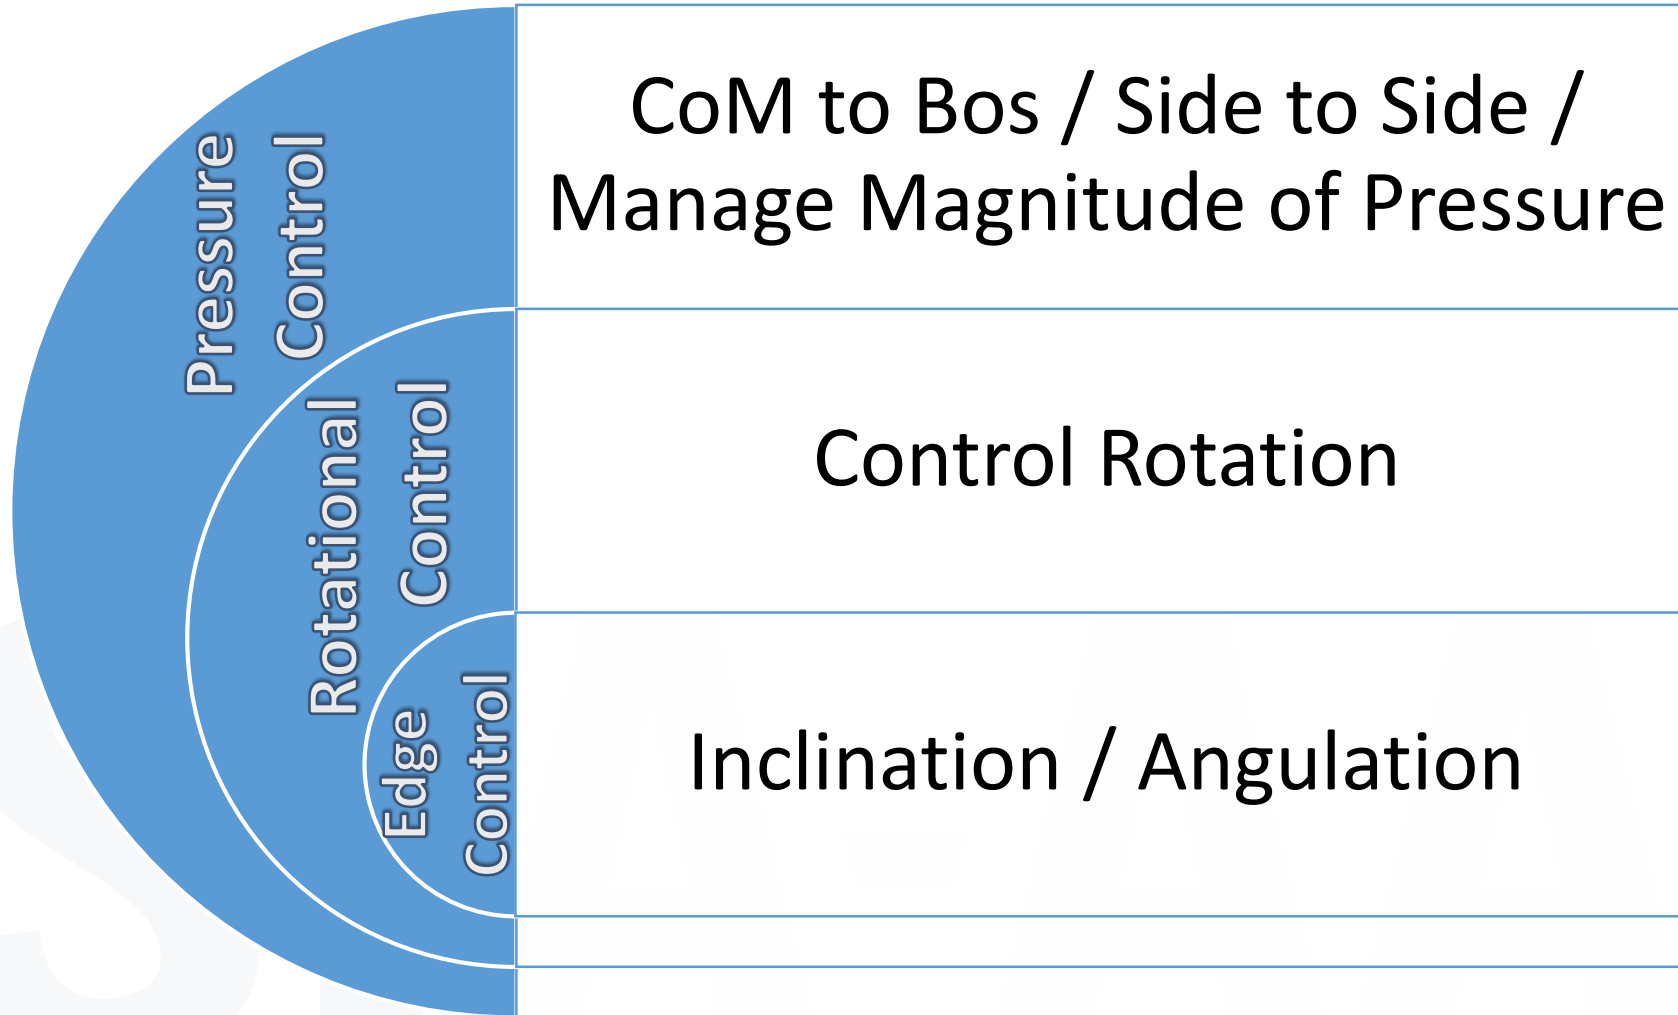 Pressure
Control
CoM to Bos / Side to Side /
Manage Magnitude of Pressure
Rotational
Control
Control Rotation
Edge
Control
Inclination / Angulation